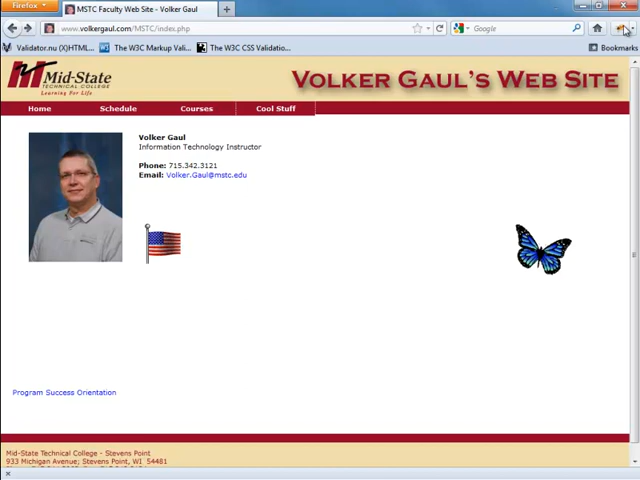 Firefox
MSTC Faculty Web Site - Volker Gaul
www.volkergaul.com/MSTC/index.php
Google
Validator.nu (X)HTML...
The W3C Markup Vali...
The W3C CSS Validatio...
Bookmarks
Mid-State
TECHNICAL COLLEGE
Learning For Life
VOLKER GAUL'S WEB SITE
Home
Schedule
Courses
Cool Stuff
Volker Gaul
Information Technology Instructor
Phone: 715.342.3121
Email: Volker.Gaul@mstc.edu
Program Success Orientation
Mid-State Technical College - Stevens Point
933 Michigan Avenue; Stevens Point, WI 54481